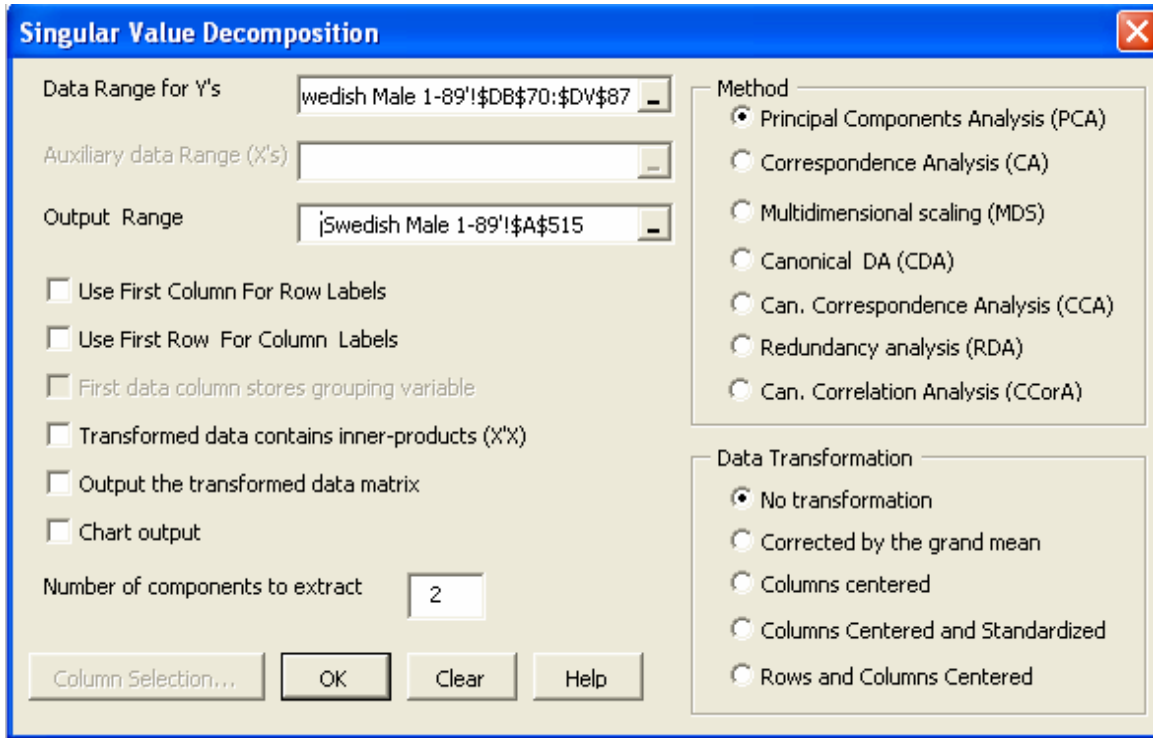 Singular Value Decomposition
Data Range for Y's
wedish Male 1-89'!$DB$70:$DV$87
Auxiliary data Range (X's)
Output Range
Swedish Male 1-89'!$A$515
Use First Column For Row Labels
Use First Row For Column Labels
First data column stores grouping variable
Transformed data contains inner-products (X'X)
Output the transformed data matrix
Chart output
Number of components to extract
2
Column Selection...
OK
Clear
Help
Method
Principal Components Analysis (PCA)
Correspondence Analysis (CA)
Multidimensional scaling (MDS)
Canonical DA (CDA)
Can. Correspondence Analysis (CCA)
Redundancy analysis (RDA)
Can. Correlation Analysis (CCorA)
Data Transformation
No transformation
Corrected by the grand mean
Columns centered
Columns Centered and Standardized
Rows and Columns Centered